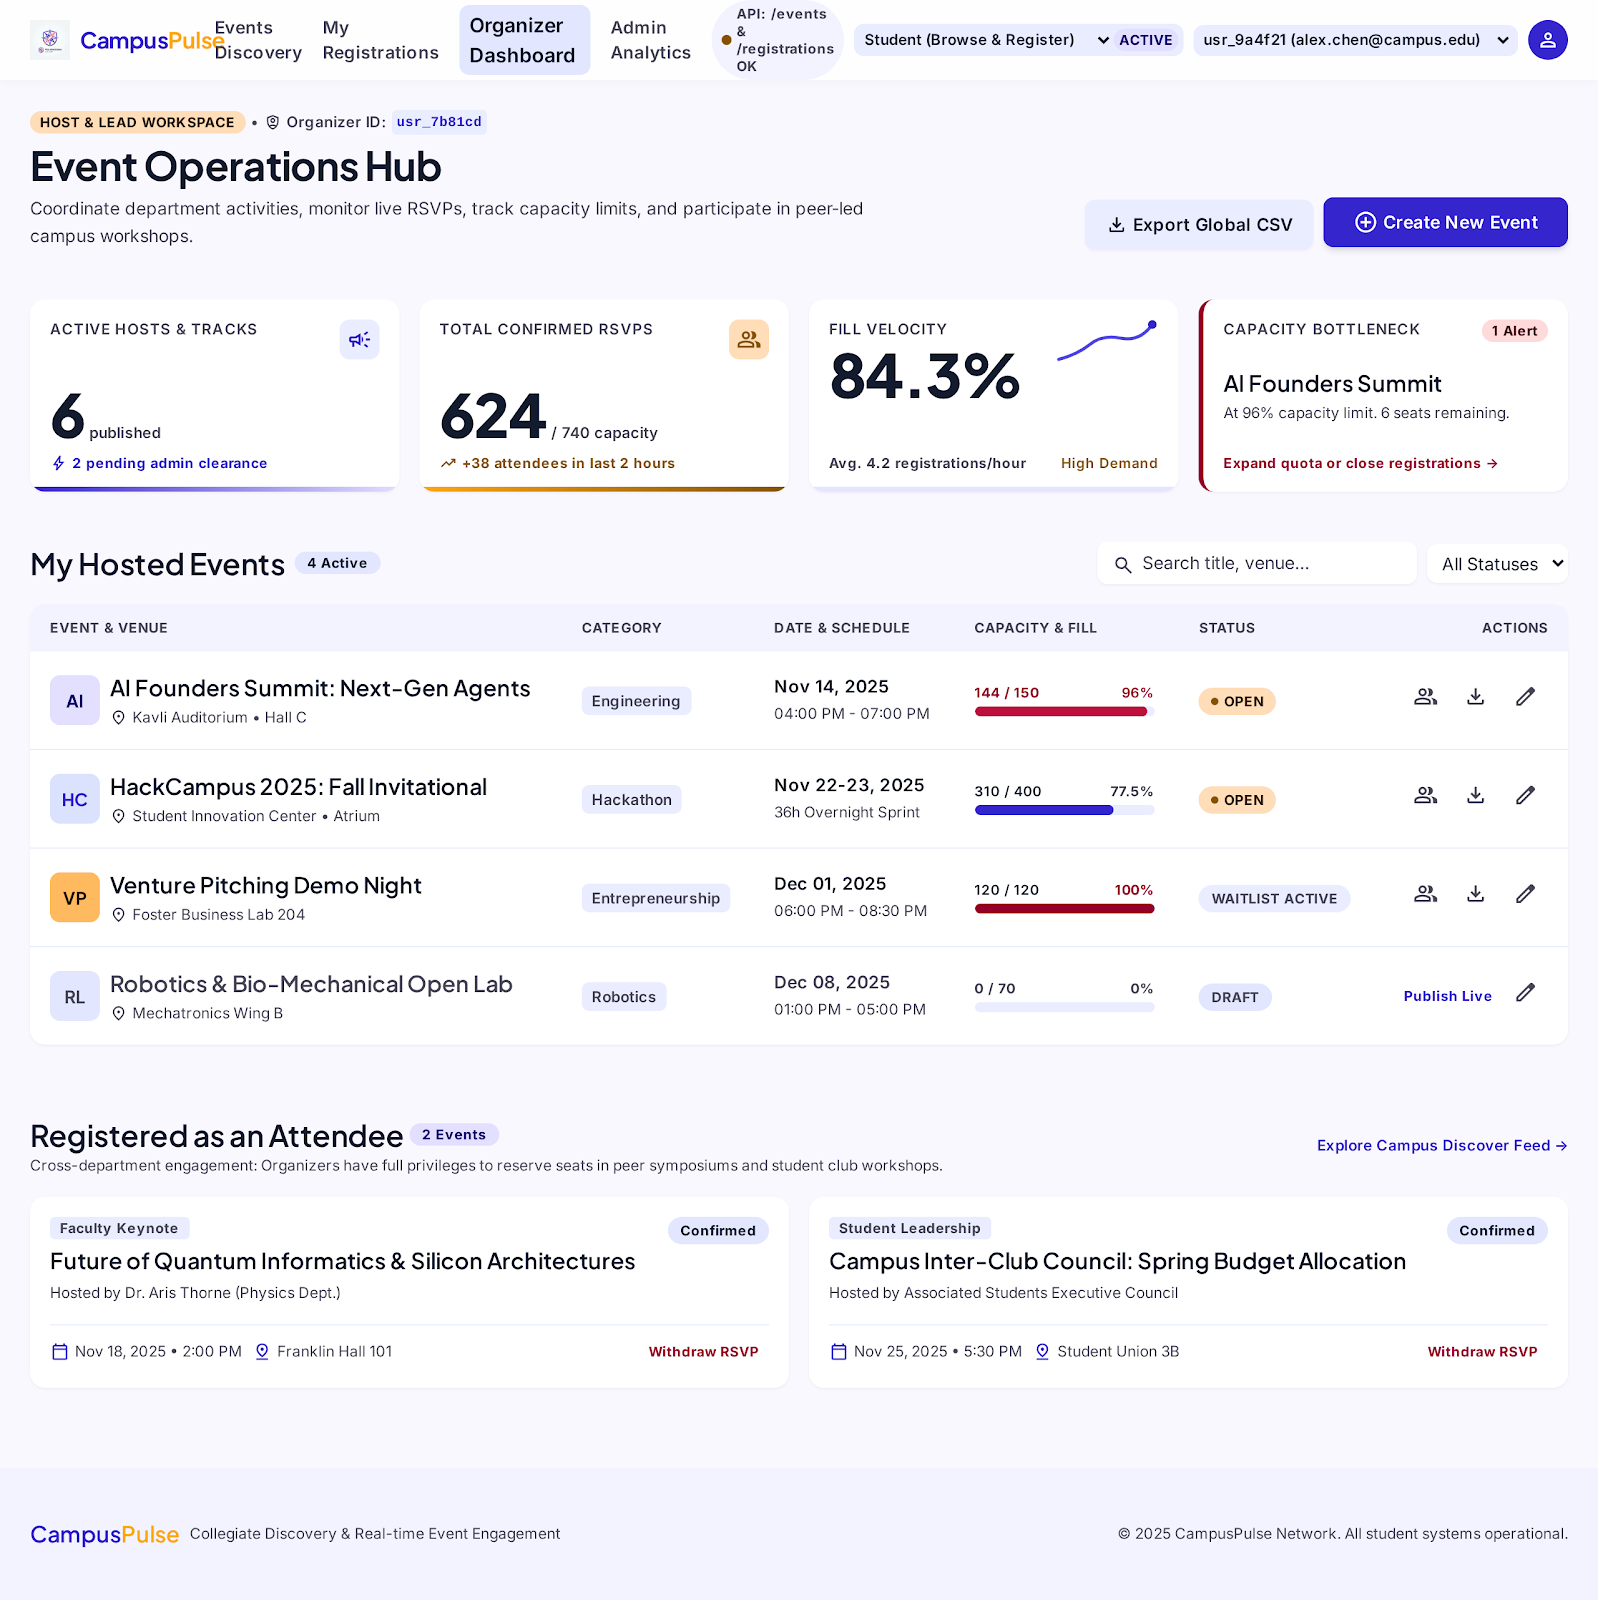 CampusPulse
Events Discovery
My Registrations
Organizer Dashboard
Admin Analytics
API: /events & /registrations OK
Student (Browse & Register)
ACTIVE
usr_9a4f21 (alex.chen@campus.edu)
HOST & LEAD WORKSPACE • Organizer ID: usr_7b81cd
Event Operations Hub
Coordinate department activities, monitor live RSVPs, track capacity limits, and participate in peer-led
campus workshops.
Export Global CSV
Create New Event
ACTIVE HOSTS & TRACKS
6 published
2 pending admin clearance
TOTAL CONFIRMED RSVPS
624 / 740 capacity
+38 attendees in last 2 hours
FILL VELOCITY
84.3%
Avg. 4.2 registrations/hour
High Demand
CAPACITY BOTTLENECK
1 Alert
AI Founders Summit
At 96% capacity limit. 6 seats remaining.
Expand quota or close registrations →
My Hosted Events
4 Active
Search title, venue...
All Statuses
EVENT & VENUE CATEGORY DATE & SCHEDULE CAPACITY & FILL STATUS ACTIONS
AI
AI Founders Summit: Next-Gen Agents
Kavli Auditorium • Hall C
Engineering
Nov 14, 2025
04:00 PM - 07:00 PM
144 / 150 96%
OPEN
HC
HackCampus 2025: Fall Invitational
Student Innovation Center • Atrium
Hackathon
Nov 22-23, 2025
36h Overnight Sprint
310 / 400 77.5%
OPEN
VP
Venture Pitching Demo Night
Foster Business Lab 204
Entrepreneurship
Dec 01, 2025
06:00 PM - 08:30 PM
120 / 120 100%
WAITLIST ACTIVE
RL
Robotics & Bio-Mechanical Open Lab
Mechatronics Wing B
Robotics
Dec 08, 2025
01:00 PM - 05:00 PM
0 / 70 0%
DRAFT
Publish Live
Registered as an Attendee
2 Events
Cross-department engagement: Organizers have full privileges to reserve seats in peer symposiums and student club workshops.
Explore Campus Discover Feed →
Faculty Keynote
Confirmed
Future of Quantum Informatics & Silicon Architectures
Hosted by Dr. Aris Thorne (Physics Dept.)
Nov 18, 2025 • 2:00 PM
Franklin Hall 101
Withdraw RSVP
Student Leadership
Confirmed
Campus Inter-Club Council: Spring Budget Allocation
Hosted by Associated Students Executive Council
Nov 25, 2025 • 5:30 PM
Student Union 3B
Withdraw RSVP
CampusPulse Collegiate Discovery & Real-time Event Engagement
© 2025 CampusPulse Network. All student systems operational.